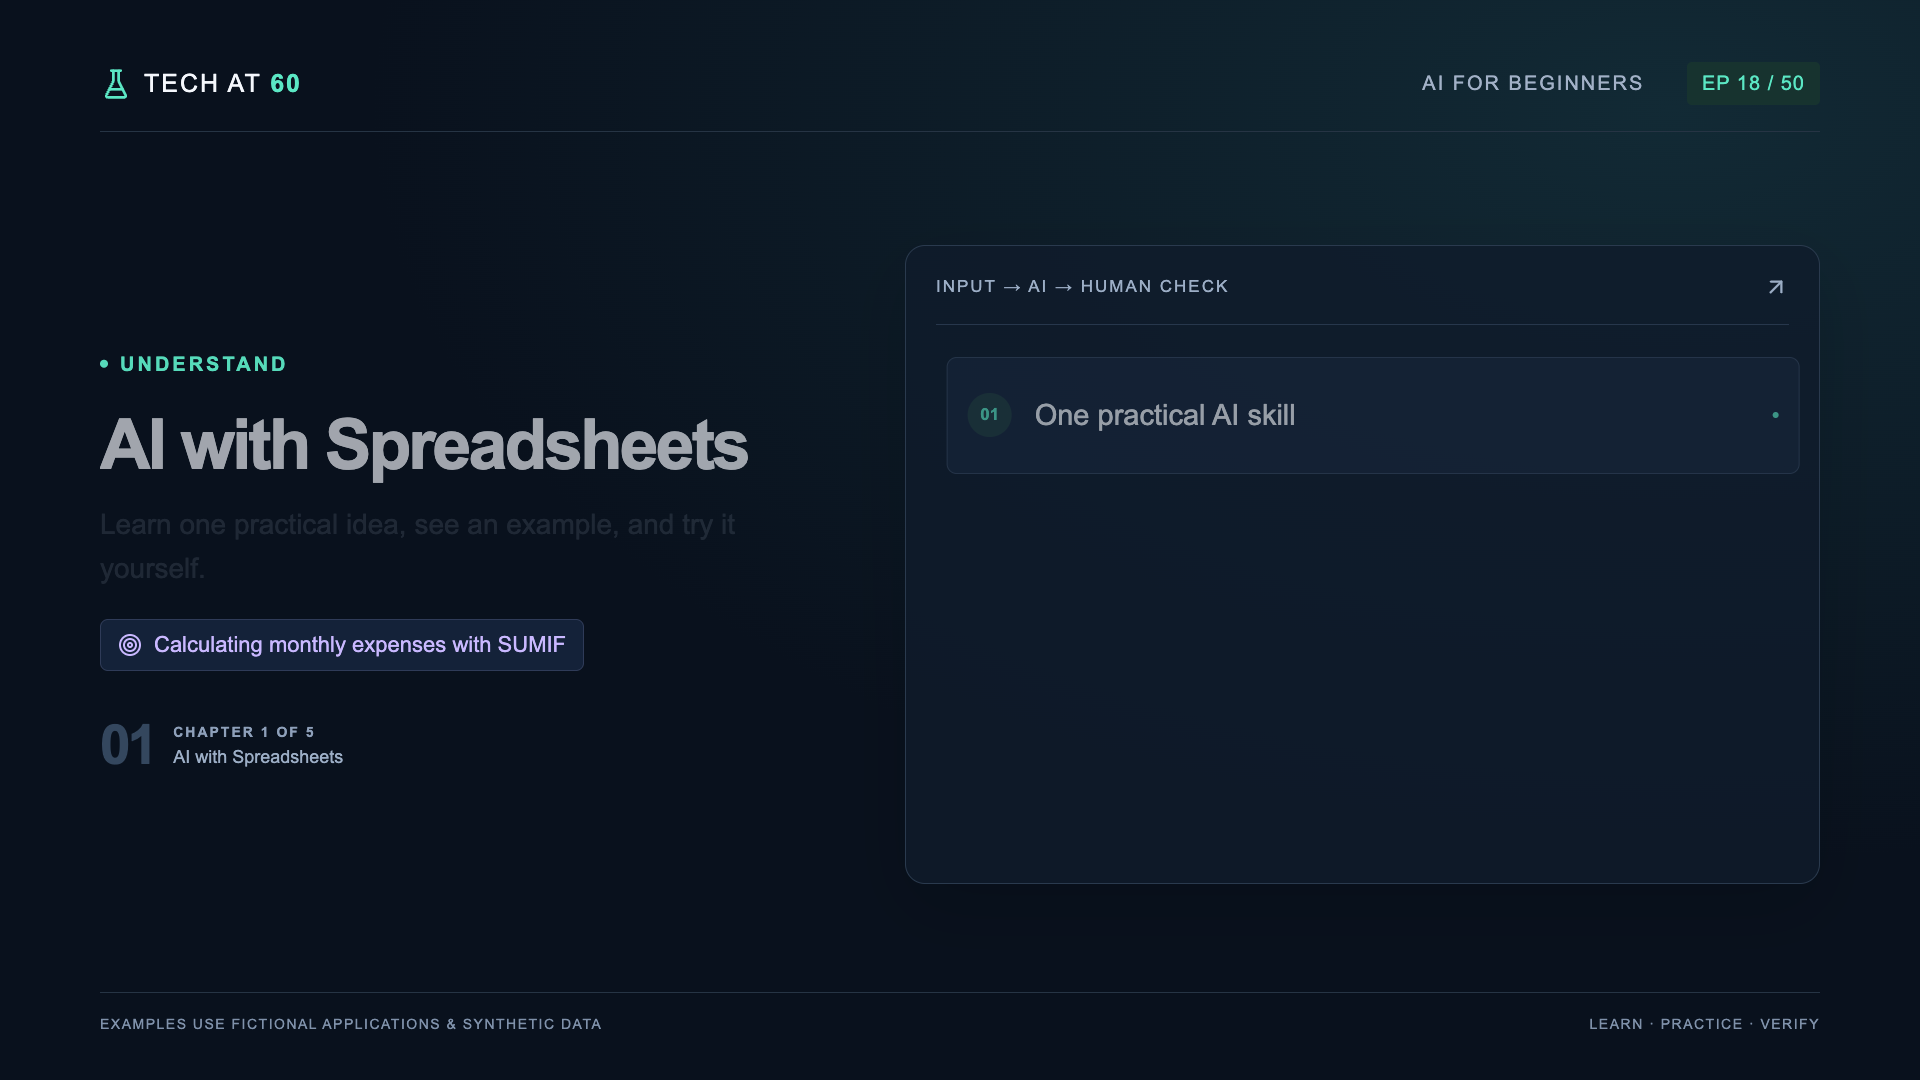 TECH AT 60
AI FOR BEGINNERS
EP 18 / 50
• UNDERSTAND
AI with Spreadsheets
Learn one practical idea, see an example, and try it
yourself.
Calculating monthly expenses with SUMIF
01
CHAPTER 1 OF 5
AI with Spreadsheets
INPUT → AI → HUMAN CHECK
01
One practical AI skill
EXAMPLES USE FICTIONAL APPLICATIONS & SYNTHETIC DATA
LEARN · PRACTICE · VERIFY